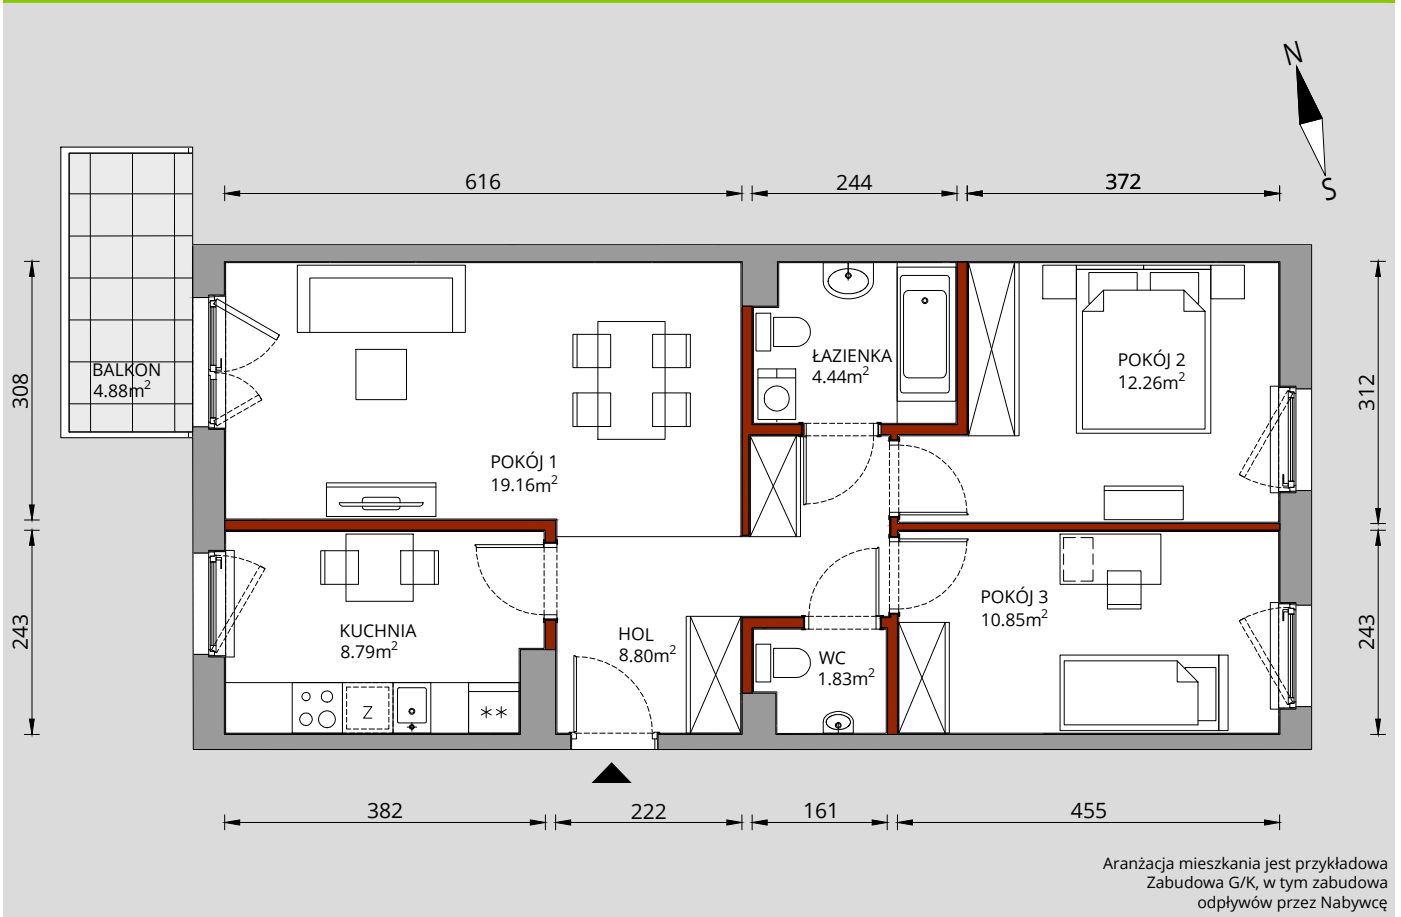 N
S
616
244
372
308
312
BALKON
4.88m²
ŁAZIENKA
4.44m²
POKÓJ 2
12.26m²
POKÓJ 1
19.16m²
243
243
KUCHNIA
8.79m²
HOL
8.80m²
WC
1.83m²
POKÓJ 3
10.85m²
Z
**
382
222
161
455
Aranżacja mieszkania jest przykładowa
Zabudowa G/K, w tym zabudowa
odpływów przez Nabywcę